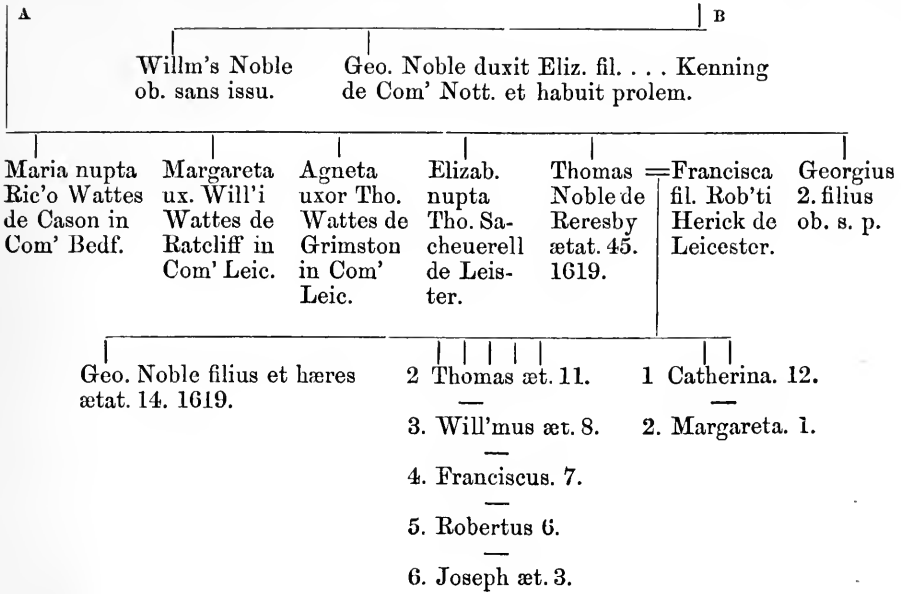 A
B
Willm's Noble
ob. sans issu.
Geo. Noble duxit Eliz. fil. . . . Kenning
de Com' Nott. et habuit prolem.
Maria nupta
Ric'o Wattes
de Cason in
Com' Bedf.
Margareta
ux. Will'i
Wattes de
Ratcliff in
Com' Leic.
Agneta
uxor Tho.
Wattes de
Grimston
in Com'
Leic.
Elizab.
nupta
Tho. Sa-
cheuerell
de Leis-
ter.
Thomas
Noble de
Reresby
ætat. 45.
1619.
=Francisca
fil. Rob'ti
Herick de
Leicester.
Georgius
2. filius
ob. s. p.
Geo. Noble filius et hæres
ætat. 14. 1619.
2 Thomas æt. 11.
3. Will'mus æt. 8.
4. Franciscus. 7.
5. Robertus 6.
6. Joseph æt. 3.
1 Catherina. 12.
2. Margareta. 1.